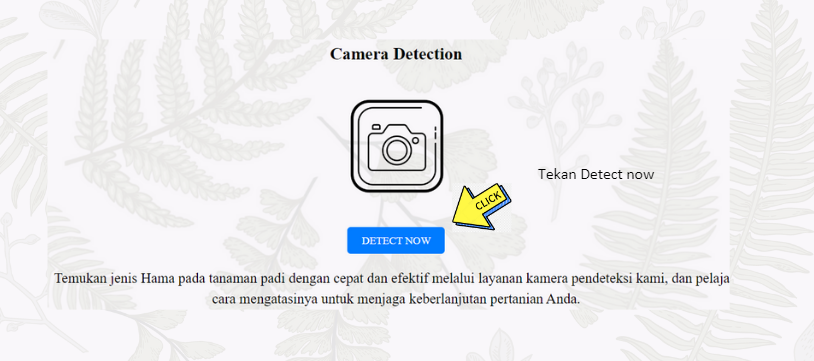 Camera Detection
Tekan Detect now
CLICK
DETECT NOW
Temukan jenis Hama pada tanaman padi dengan cepat dan efektif melalui layanan kamera pendeteksi kami, dan pelaja
cara mengatasinya untuk menjaga keberlanjutan pertanian Anda.